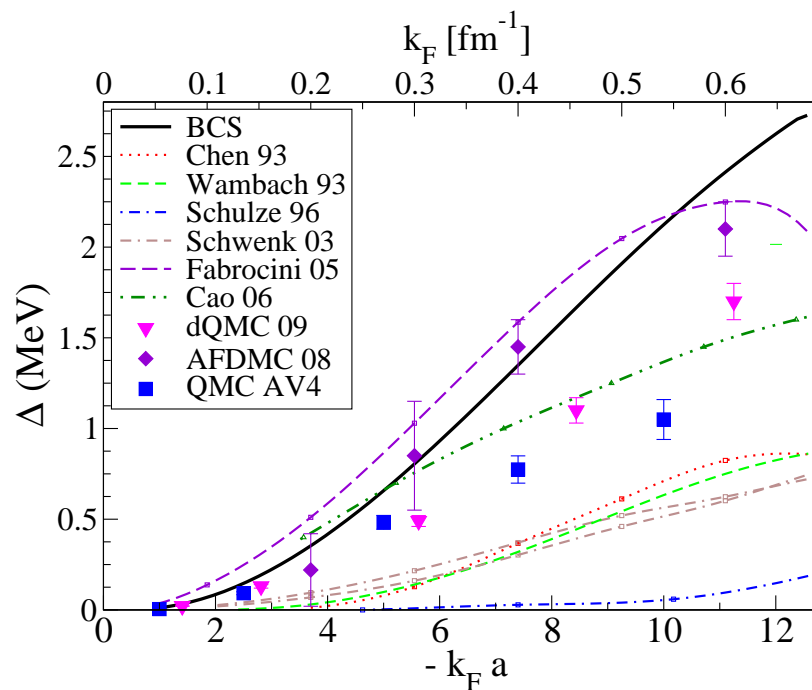 k_F [fm^-1]
0 0.1 0.2 0.3 0.4 0.5 0.6
BCS
Chen 93
Wambach 93
Schulze 96
Schwenk 03
Fabrocini 05
Cao 06
dQMC 09
AFDMC 08
QMC AV4
Δ (MeV)
2.5
2
1.5
1
0.5
0
0 2 4 6 8 10 12
- k_F a